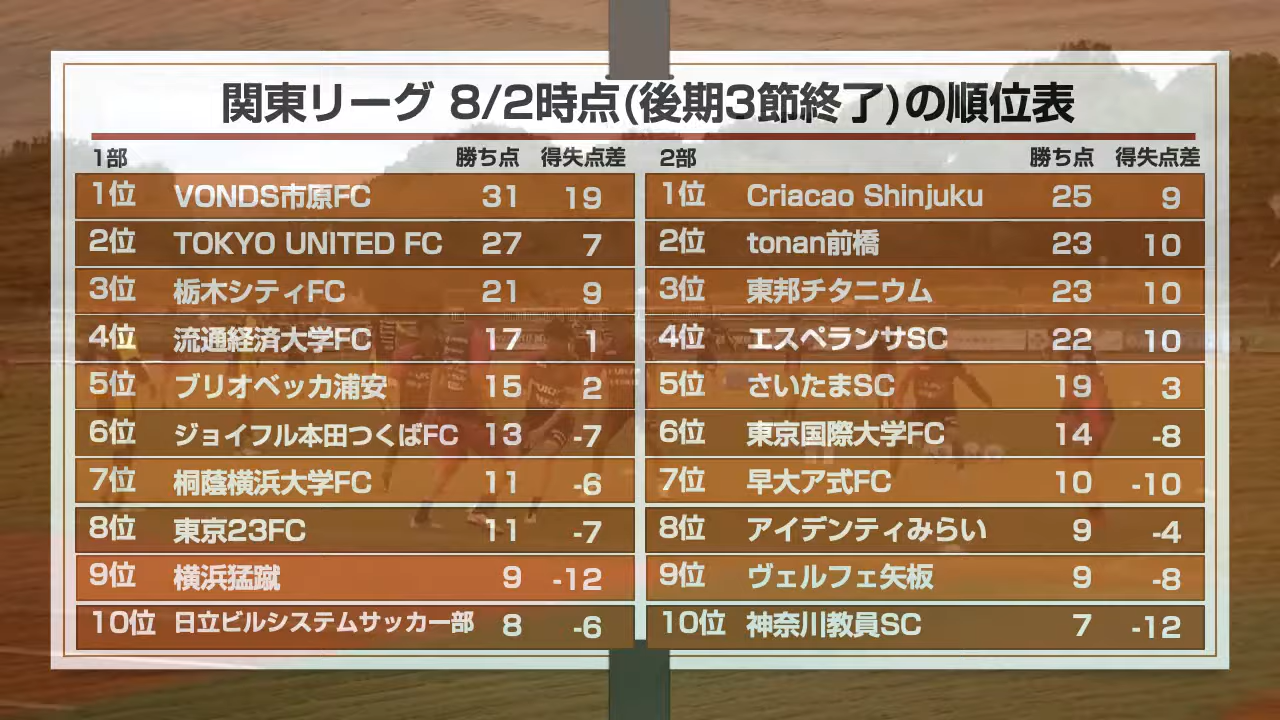 関東リーグ 8/2時点(後期3節終了)の順位表
1部 勝ち点 得失点差
1位 VONDS市原FC 31 19
2位 TOKYO UNITED FC 27 7
3位 栃木シティFC 21 9
4位 流通経済大学FC 17 1
5位 ブリオベッカ浦安 15 2
6位 ジョイフル本田つくばFC 13 -7
7位 桐蔭横浜大学FC 11 -6
8位 東京23FC 11 -7
9位 横浜猛蹴 9 -12
10位 日立ビルシステムサッカー部 8 -6
2部 勝ち点 得失点差
1位 Criacao Shinjuku 25 9
2位 tonan前橋 23 10
3位 東邦チタニウム 23 10
4位 エスペランサSC 22 10
5位 さいたまSC 19 3
6位 東京国際大学FC 14 -8
7位 早大ア式FC 10 -10
8位 アイデンティみらい 9 -4
9位 ヴェルフェ矢板 9 -8
10位 神奈川教員SC 7 -12